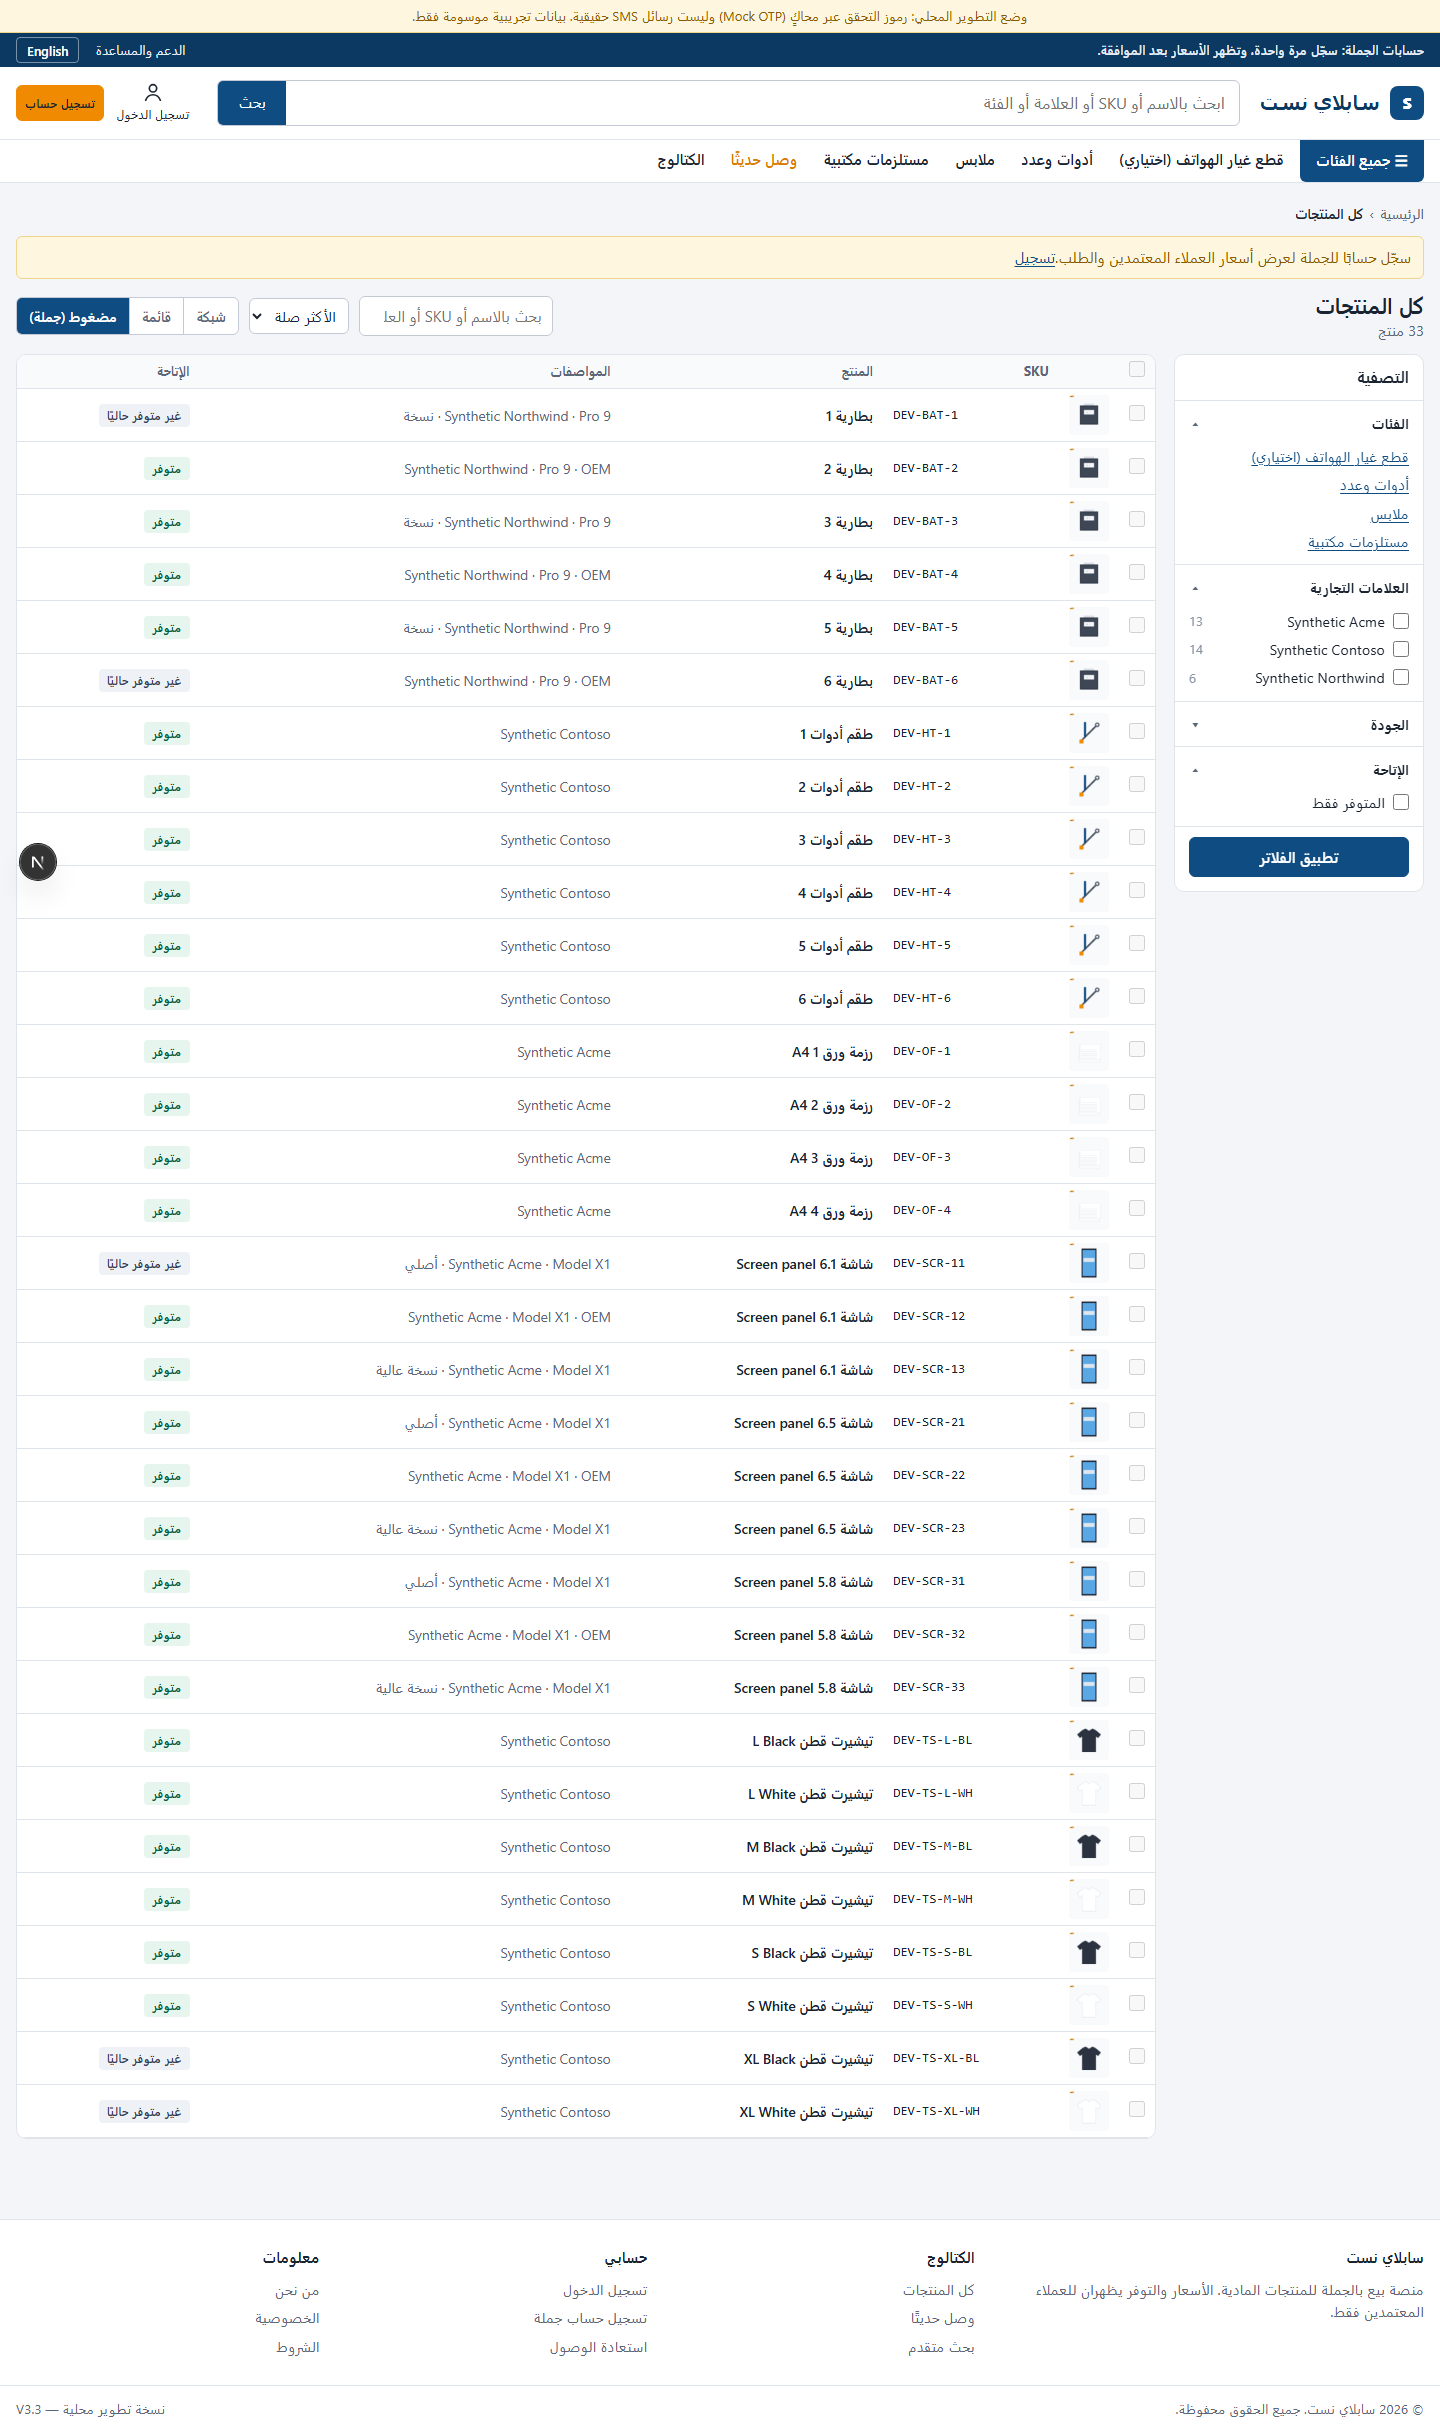 وضع التطوير المحلي: رموز التحقق عبر محاكٍ (Mock OTP) وليست رسائل SMS حقيقية. بيانات تجريبية موسومة فقط.
حسابات الجملة: سجّل مرة واحدة، وتظهر الأسعار بعد الموافقة.
الدعم والمساعدة
English
S
سابلاي نست
ابحث بالاسم أو SKU أو العلامة أو الفئة
بحث
تسجيل الدخول
تسجيل حساب
☰ جميع الفئات
قطع غيار الهواتف (اختياري)
أدوات وعدد
ملابس
مستلزمات مكتبية
وصل حديثًا
الكتالوج
الرئيسية › كل المنتجات
سجّل حسابًا للجملة لعرض أسعار العملاء المعتمدين والطلب.تسجيل
كل المنتجات
33 منتج
بحث بالاسم أو SKU أو العل
الأكثر صلة
شبكة
قائمة
مضغوط (جملة)
التصفية
الفئات
قطع غيار الهواتف (اختياري)
أدوات وعدد
ملابس
مستلزمات مكتبية
العلامات التجارية
Synthetic Acme 13
Synthetic Contoso 14
Synthetic Northwind 6
الجودة
الإتاحة
المتوفر فقط
تطبيق الفلاتر
SKU المنتج المواصفات الإتاحة
DEV-BAT-1 بطارية 1 Synthetic Northwind · Pro 9 · نسخة غير متوفر حاليًا
DEV-BAT-2 بطارية 2 Synthetic Northwind · Pro 9 · OEM متوفر
DEV-BAT-3 بطارية 3 Synthetic Northwind · Pro 9 · نسخة متوفر
DEV-BAT-4 بطارية 4 Synthetic Northwind · Pro 9 · OEM متوفر
DEV-BAT-5 بطارية 5 Synthetic Northwind · Pro 9 · نسخة متوفر
DEV-BAT-6 بطارية 6 Synthetic Northwind · Pro 9 · OEM غير متوفر حاليًا
DEV-HT-1 طقم أدوات 1 Synthetic Contoso متوفر
DEV-HT-2 طقم أدوات 2 Synthetic Contoso متوفر
DEV-HT-3 طقم أدوات 3 Synthetic Contoso متوفر
DEV-HT-4 طقم أدوات 4 Synthetic Contoso متوفر
DEV-HT-5 طقم أدوات 5 Synthetic Contoso متوفر
DEV-HT-6 طقم أدوات 6 Synthetic Contoso متوفر
DEV-OF-1 رزمة ورق A4 1 Synthetic Acme متوفر
DEV-OF-2 رزمة ورق A4 2 Synthetic Acme متوفر
DEV-OF-3 رزمة ورق A4 3 Synthetic Acme متوفر
DEV-OF-4 رزمة ورق A4 4 Synthetic Acme متوفر
DEV-SCR-11 شاشة Screen panel 6.1 Synthetic Acme · Model X1 · أصلي غير متوفر حاليًا
DEV-SCR-12 شاشة Screen panel 6.1 Synthetic Acme · Model X1 · OEM متوفر
DEV-SCR-13 شاشة Screen panel 6.1 Synthetic Acme · Model X1 · نسخة عالية متوفر
DEV-SCR-21 شاشة Screen panel 6.5 Synthetic Acme · Model X1 · أصلي متوفر
DEV-SCR-22 شاشة Screen panel 6.5 Synthetic Acme · Model X1 · OEM متوفر
DEV-SCR-23 شاشة Screen panel 6.5 Synthetic Acme · Model X1 · نسخة عالية متوفر
DEV-SCR-31 شاشة Screen panel 5.8 Synthetic Acme · Model X1 · أصلي متوفر
DEV-SCR-32 شاشة Screen panel 5.8 Synthetic Acme · Model X1 · OEM متوفر
DEV-SCR-33 شاشة Screen panel 5.8 Synthetic Acme · Model X1 · نسخة عالية متوفر
DEV-TS-L-BL تيشيرت قطن L Black Synthetic Contoso متوفر
DEV-TS-L-WH تيشيرت قطن L White Synthetic Contoso متوفر
DEV-TS-M-BL تيشيرت قطن M Black Synthetic Contoso متوفر
DEV-TS-M-WH تيشيرت قطن M White Synthetic Contoso متوفر
DEV-TS-S-BL تيشيرت قطن S Black Synthetic Contoso متوفر
DEV-TS-S-WH تيشيرت قطن S White Synthetic Contoso متوفر
DEV-TS-XL-BL تيشيرت قطن XL Black Synthetic Contoso غير متوفر حاليًا
DEV-TS-XL-WH تيشيرت قطن XL White Synthetic Contoso غير متوفر حاليًا
N
سابلاي نست
منصة بيع بالجملة للمنتجات المادية. الأسعار والتوفر يظهران للعملاء
المعتمدين فقط.
الكتالوج
كل المنتجات
وصل حديثًا
بحث متقدم
حسابي
تسجيل الدخول
تسجيل حساب جملة
استعادة الوصول
معلومات
من نحن
الخصوصية
الشروط
© 2026 سابلاي نست. جميع الحقوق محفوظة.
نسخة تطوير محلية — V3.3